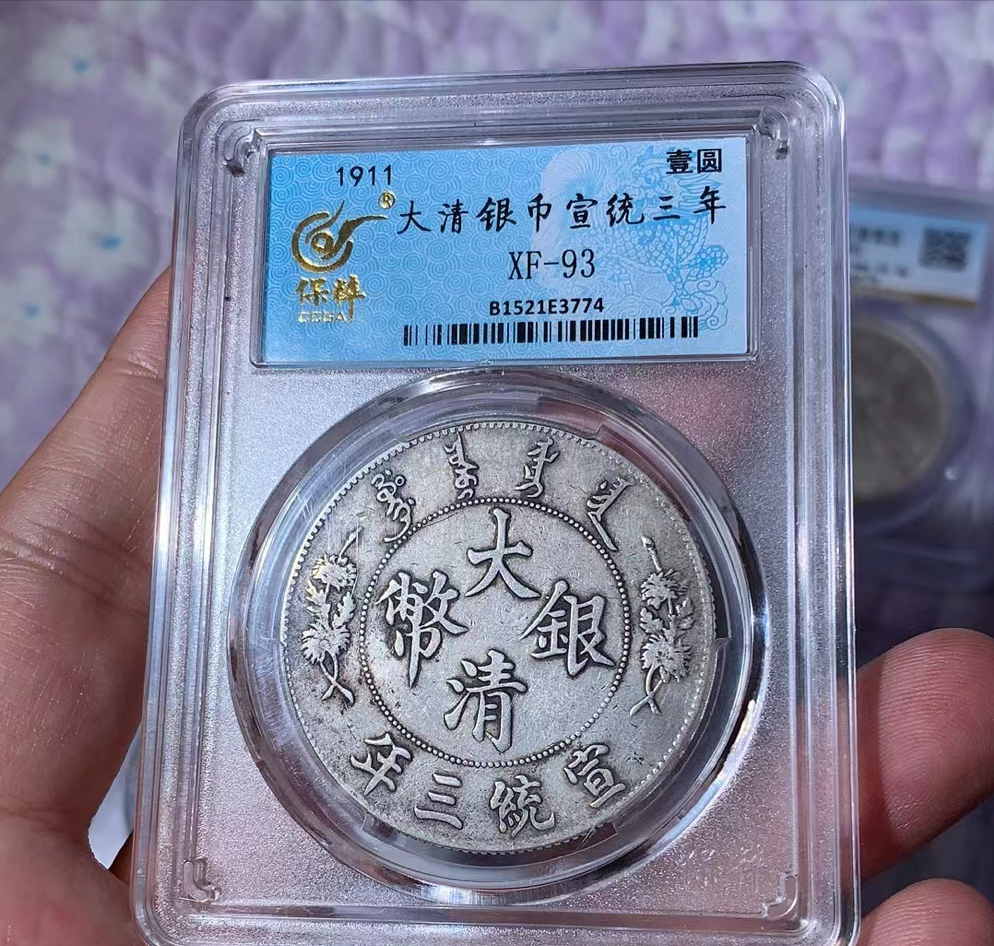 1911
壹圆
®
大清银币宣统三年
保粹
XF-93
B1521E3774
大
幣 銀
清
年三統宣